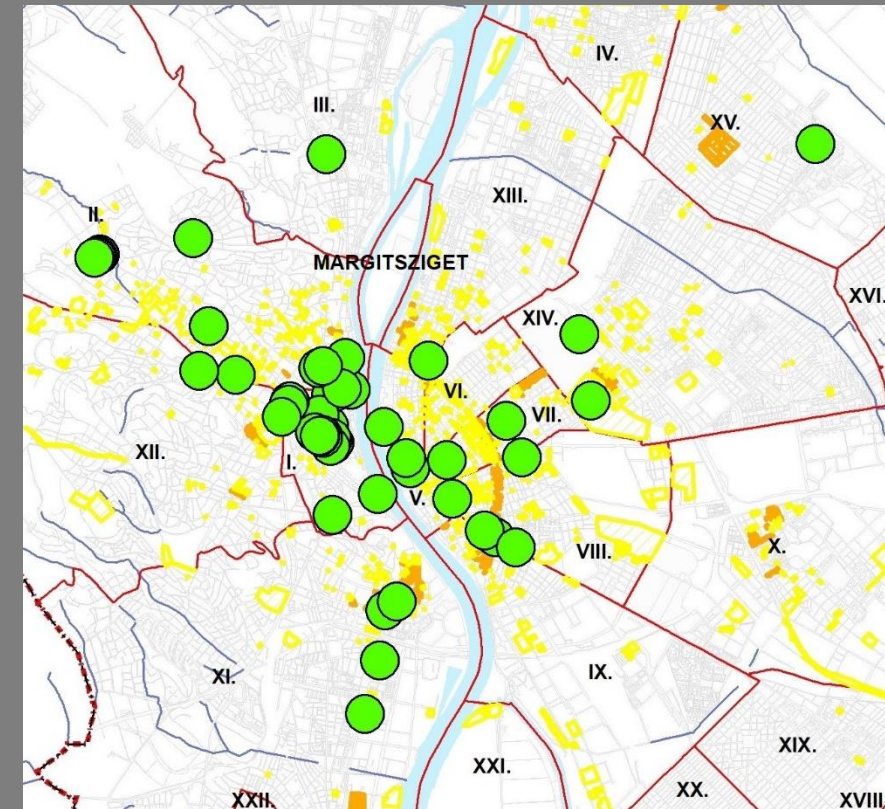 IV.
III.
XV.
XIII.
II.
MARGITSZIGET
XVI.
XIV.
VI.
VII.
XII.
I.
V.
VIII.
X.
XI.
IX.
XIX.
XXI.
XX.
XXII.
XVIII.